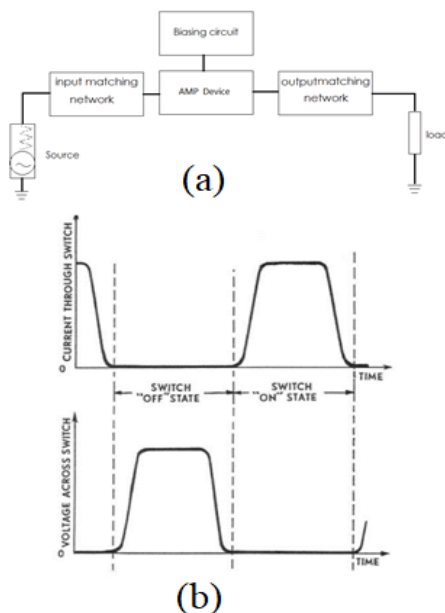 Biasing circuit
input matching
network
AMP Device
outputmatching
network
Source
load
(a)
CURRENT THROUGH SWITCH
0
TIME
SWITCH
"OFF" STATE
SWITCH
"ON" STATE
VOLTAGE ACROSS SWITCH
0
TIME
(b)